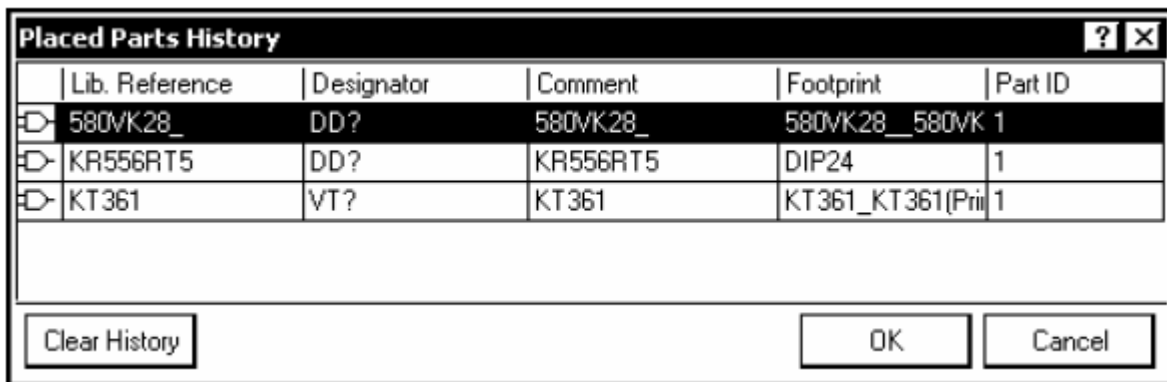 Placed Parts History ? X
Lib. Reference Designator Comment Footprint Part ID
580VK28_ DD? 580VK28_ 580VK28__580VK 1
KR556RT5 DD? KR556RT5 DIP24 1
KT361 VT? KT361 KT361_KT361(Prii 1
Clear History OK Cancel